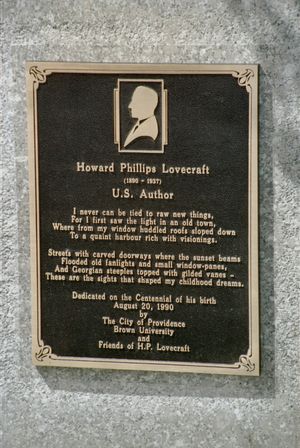 Howard Phillips Lovecraft
(1890 - 1937)
U.S. Author
I never can be tied to raw new things,
For I first saw the light in an old town,
Where from my window huddled roofs sloped down
To a quaint harbour rich with visionings.
Streets with carved doorways where the sunset beams
Flooded old fanlights and small window-panes,
And Georgian steeples topped with gilded vanes -
These are the sights that shaped my childhood dreams.
Dedicated on the Centennial of his birth
August 20, 1990
by
The City of Providence
Brown University
and
Friends of H.P. Lovecraft